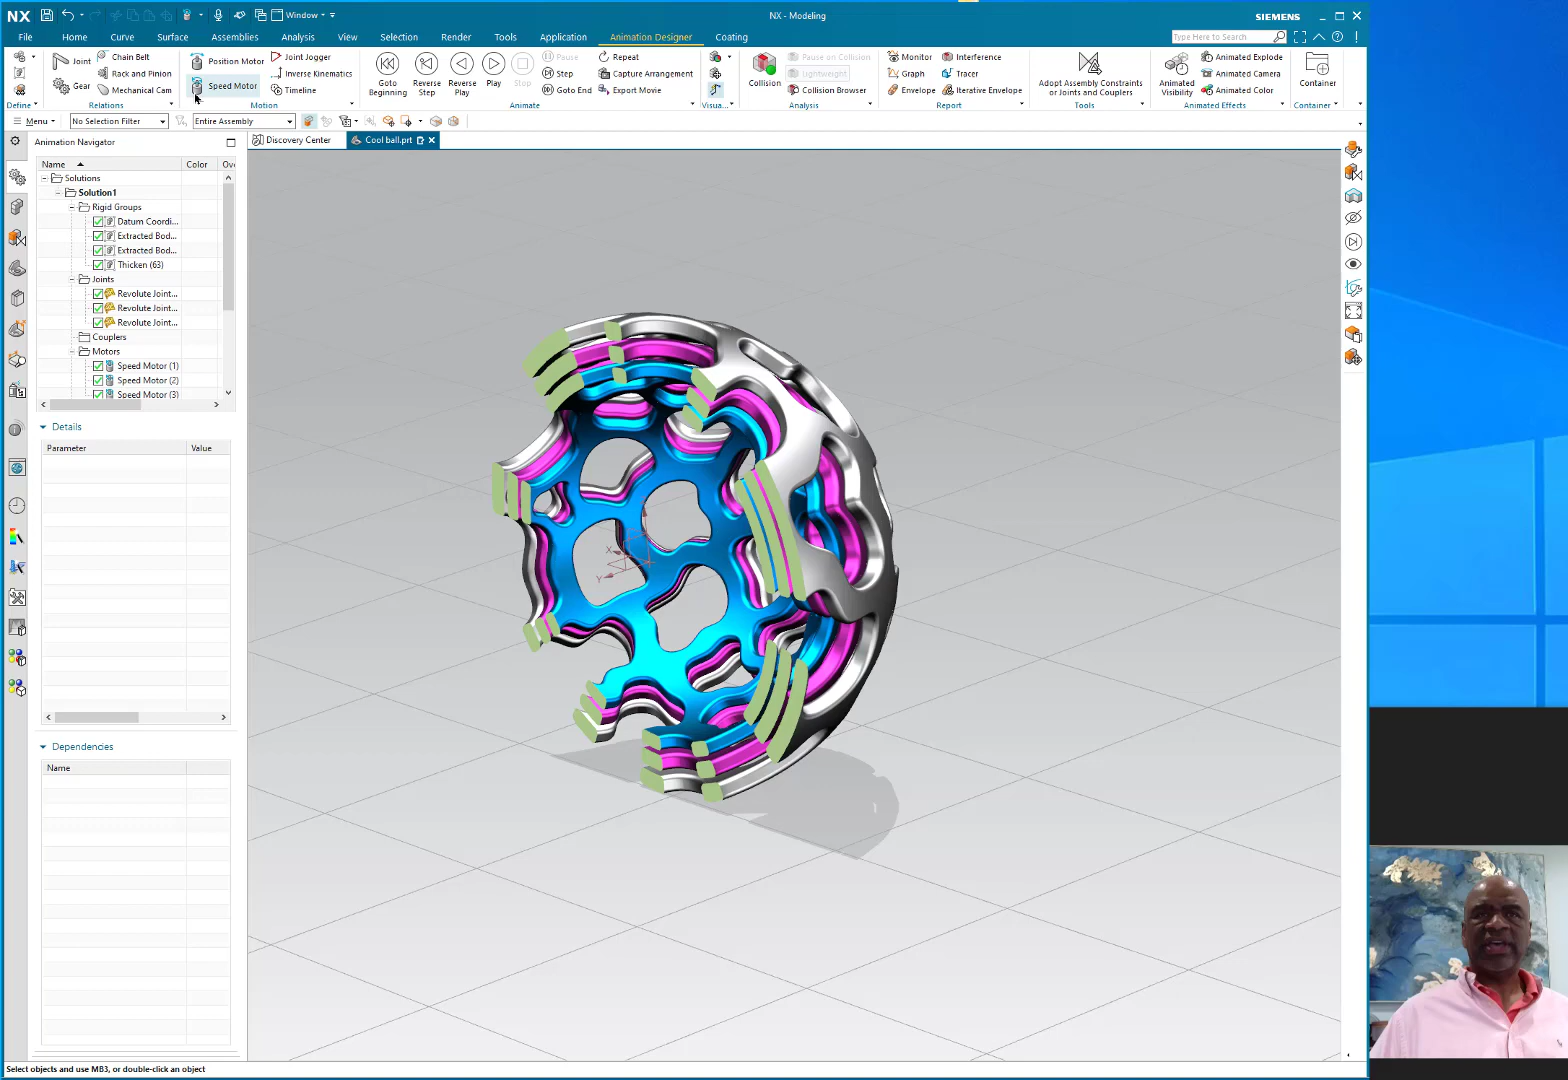 NX
Window
NX - Modeling
SIEMENS
File
Home
Curve
Surface
Assemblies
Analysis
View
Selection
Render
Tools
Application
Animation Designer
Coating
Type Here to Search
Joint
Gear
Chain Belt
Rack and Pinion
Mechanical Cam
Position Motor
Speed Motor
Joint Jogger
Inverse Kinematics
Timeline
Goto Beginning
Reverse Step
Reverse Play
Play
Stop
Pause
Step
Goto End
Repeat
Capture Arrangement
Export Movie
Collision
Pause on Collision
Lightweight
Collision Browser
Monitor
Graph
Envelope
Interference
Tracer
Iterative Envelope
Adopt Assembly Constraints or Joints and Couplers
Animated Visibility
Animated Explode
Animated Camera
Animated Color
Container
Define
Relations
Motion
Animate
Visua...
Analysis
Report
Tools
Animated Effects
Container
Menu
No Selection Filter
Entire Assembly
Animation Navigator
Discovery Center
Cool ball.prt
Name
Color
Ov
Solutions
Solution1
Rigid Groups
Datum Coordi...
Extracted Bod...
Extracted Bod...
Thicken (63)
Joints
Revolute Joint...
Revolute Joint...
Revolute Joint...
Couplers
Motors
Speed Motor (1)
Speed Motor (2)
Speed Motor (3)
Details
Parameter
Value
Dependencies
Name
X
Y
Select objects and use MB3, or double-click an object